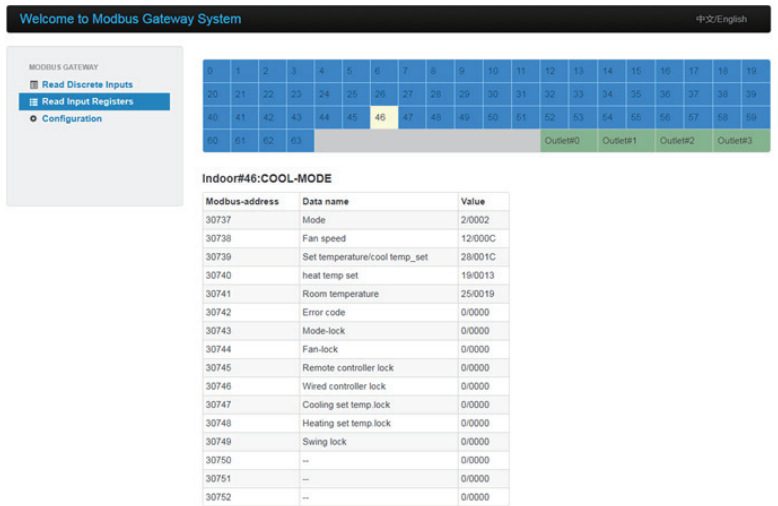 Welcome to Modbus Gateway System 中文/English
MODBUS GATEWAY
Read Discrete Inputs
Read Input Registers
Configuration
0 1 2 3 4 5 6 7 8 9 10 11 12 13 14 15 16 17 18 19
20 21 22 23 24 25 26 27 28 29 30 31 32 33 34 35 36 37 38 39
40 41 42 43 44 45 46 47 48 49 50 51 52 53 54 55 56 57 58 59
60 61 62 63 Outlet#0 Outlet#1 Outlet#2 Outlet#3
Indoor#46:COOL-MODE
Modbus-address Data name Value
30737 Mode 2/0002
30738 Fan speed 12/000C
30739 Set temperature/cool temp_set 28/001C
30740 heat temp set 19/0013
30741 Room temperature 25/0019
30742 Error code 0/0000
30743 Mode-lock 0/0000
30744 Fan-lock 0/0000
30745 Remote controller lock 0/0000
30746 Wired controller lock 0/0000
30747 Cooling set temp.lock 0/0000
30748 Heating set temp.lock 0/0000
30749 Swing lock 0/0000
30750 -- 0/0000
30751 -- 0/0000
30752 -- 0/0000